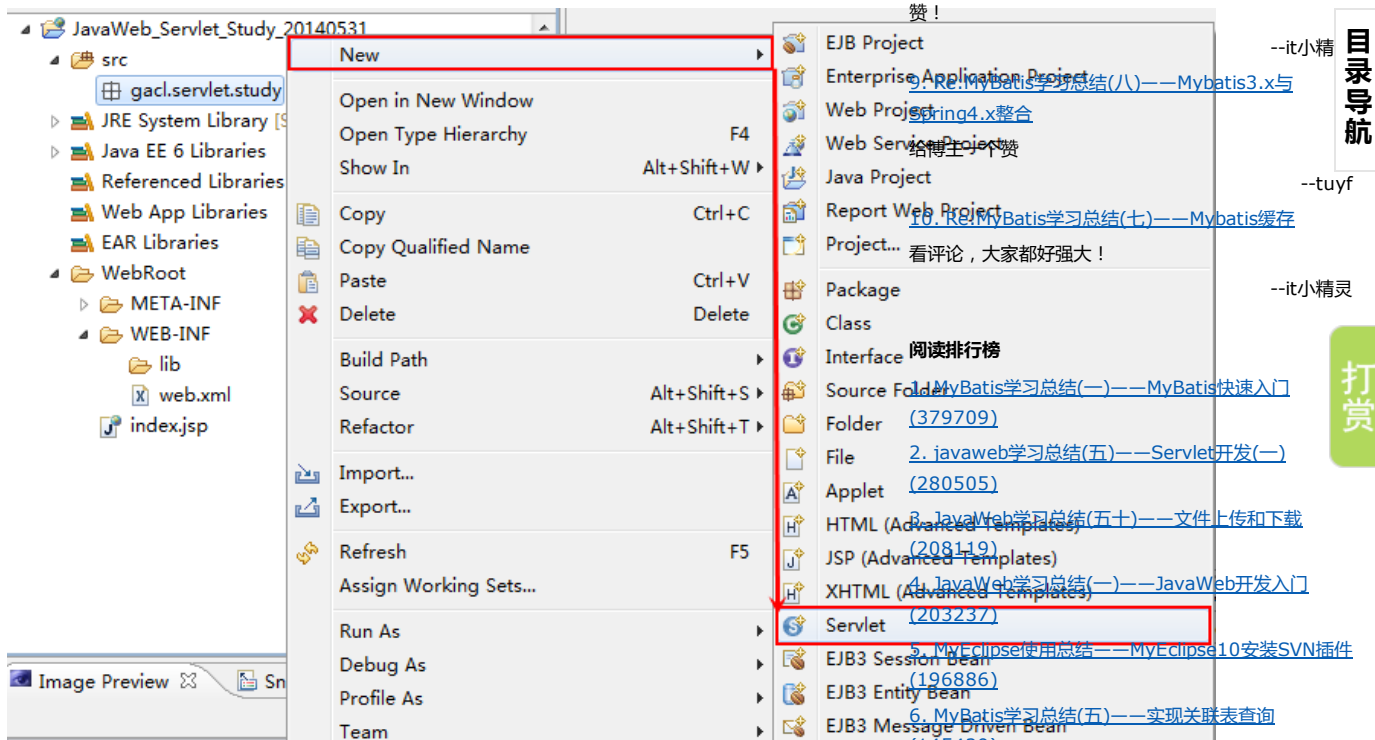 JavaWeb_Servlet_Study_20140531
src
gacl.servlet.study
JRE System Library [S
Java EE 6 Libraries
Referenced Libraries
Web App Libraries
EAR Libraries
WebRoot
META-INF
WEB-INF
lib
web.xml
index.jsp
Image Preview
Sn
New
Open in New Window
Open Type Hierarchy F4
Show In Alt+Shift+W
Copy Ctrl+C
Copy Qualified Name
Paste Ctrl+V
Delete Delete
Build Path
Source Alt+Shift+S
Refactor Alt+Shift+T
Import...
Export...
Refresh F5
Assign Working Sets...
Run As
Debug As
Profile As
Team
EJB Project
Enterprise Application Project
Web Project
Web Service Project
Java Project
Report Web Project
Project...
Package
Class
Interface
Source Folder
Folder
File
Applet
HTML (Advanced Templates)
JSP (Advanced Templates)
XHTML (Advanced Templates)
Servlet
EJB3 Session Bean
EJB3 Entity Bean
EJB3 Message Driven Bean
赞！
--it小精
9. Re:MyBatis学习总结(八)——Mybatis3.x与
Spring4.x整合
给博主一个赞
--tuyf
10. Re:MyBatis学习总结(七)——Mybatis缓存
看评论，大家都好强大！
--it小精灵
阅读排行榜
1. MyBatis学习总结(一)——MyBatis快速入门
(379709)
2. javaweb学习总结(五)——Servlet开发(一)
(280505)
3. JavaWeb学习总结(五十)——文件上传和下载
(208119)
4. JavaWeb学习总结(一)——JavaWeb开发入门
(203237)
5. MyEclipse使用总结——MyEclipse10安装SVN插件
(196886)
6. MyBatis学习总结(五)——实现关联表查询
目录导航
打赏